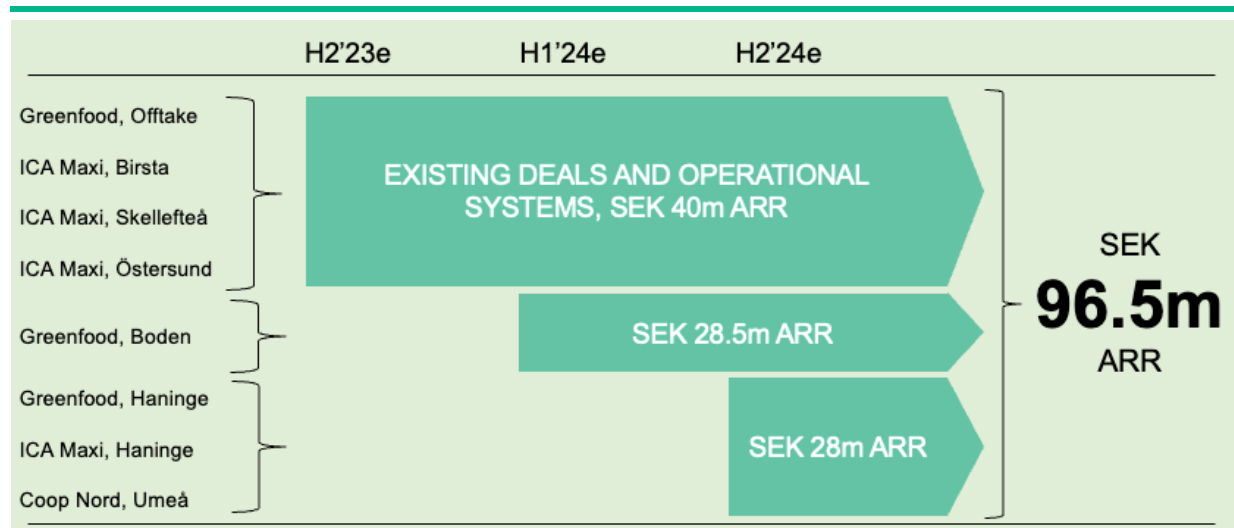 H2’23e H1’24e H2’24e
Greenfood, Offtake
ICA Maxi, Birsta
ICA Maxi, Skellefteå
ICA Maxi, Östersund
EXISTING DEALS AND OPERATIONAL
SYSTEMS, SEK 40m ARR
Greenfood, Boden
SEK 28.5m ARR
Greenfood, Haninge
ICA Maxi, Haninge
Coop Nord, Umeå
SEK 28m ARR
SEK
96.5m
ARR